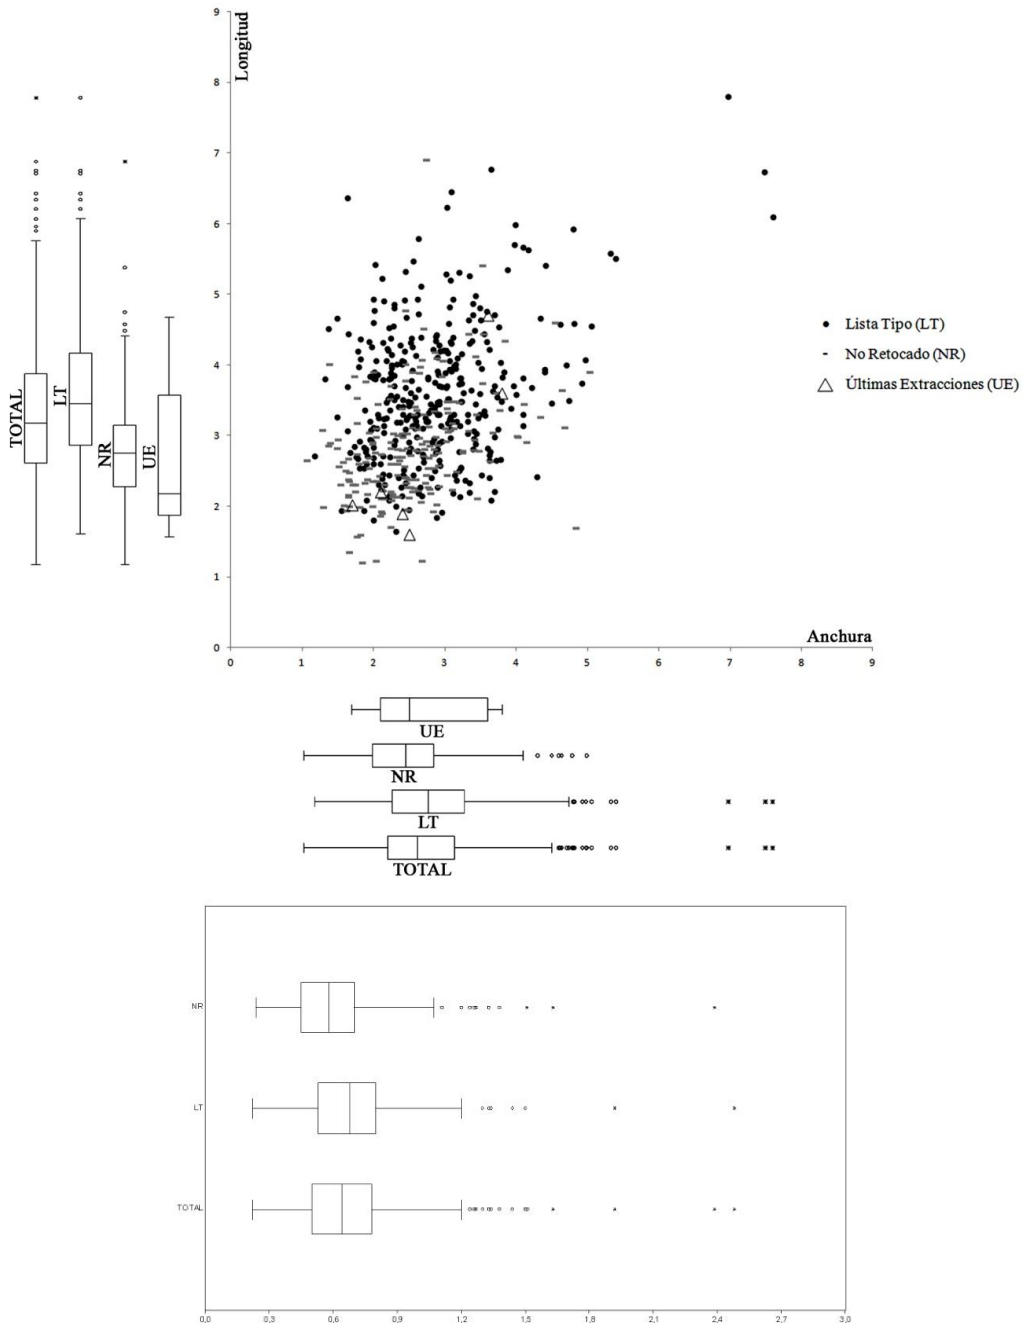 Longitud
9
8
7
6
5
4
3
2
1
0
TOTAL
LT
NR
UE
Lista Tipo (LT)
No Retocado (NR)
Últimas Extracciones (UE)
Anchura
0 1 2 3 4 5 6 7 8 9
UE
NR
LT
TOTAL
NR
LT
TOTAL
0,0 0,3 0,6 0,9 1,2 1,5 1,8 2,1 2,4 2,7 3,0